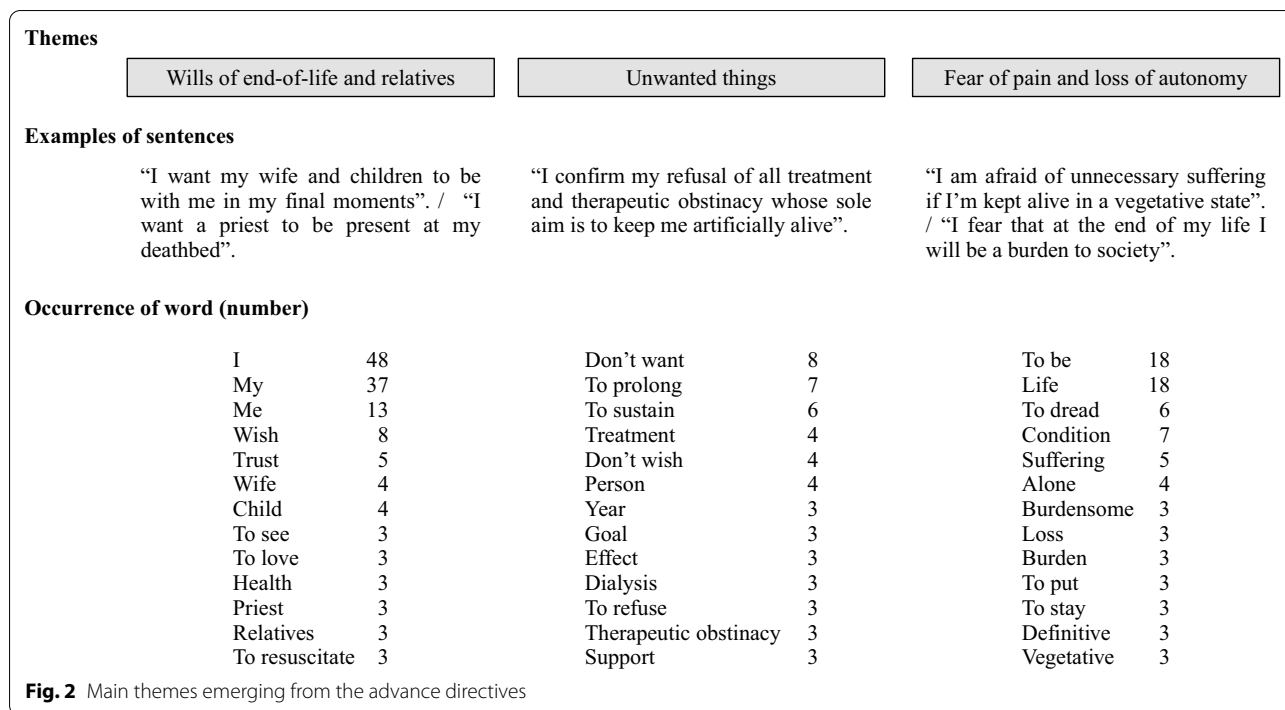 Themes
Wills of end-of-life and relatives Unwanted things Fear of pain and loss of autonomy
Examples of sentences
“I want my wife and children to be
with me in my final moments”. / “I
want a priest to be present at my
deathbed”.
“I confirm my refusal of all treatment
and therapeutic obstinacy whose sole
aim is to keep me artificially alive”.
“I am afraid of unnecessary suffering
if I’m kept alive in a vegetative state”.
/ “I fear that at the end of my life I
will be a burden to society”.
Occurrence of word (number)
I 48
My 37
Me 13
Wish 8
Trust 5
Wife 4
Child 4
To see 3
To love 3
Health 3
Priest 3
Relatives 3
To resuscitate 3
Don’t want 8
To prolong 7
To sustain 6
Treatment 4
Don’t wish 4
Person 4
Year 3
Goal 3
Effect 3
Dialysis 3
To refuse 3
Therapeutic obstinacy 3
Support 3
To be 18
Life 18
To dread 6
Condition 7
Suffering 5
Alone 4
Burdensome 3
Loss 3
Burden 3
To put 3
To stay 3
Definitive 3
Vegetative 3
Fig. 2 Main themes emerging from the advance directives